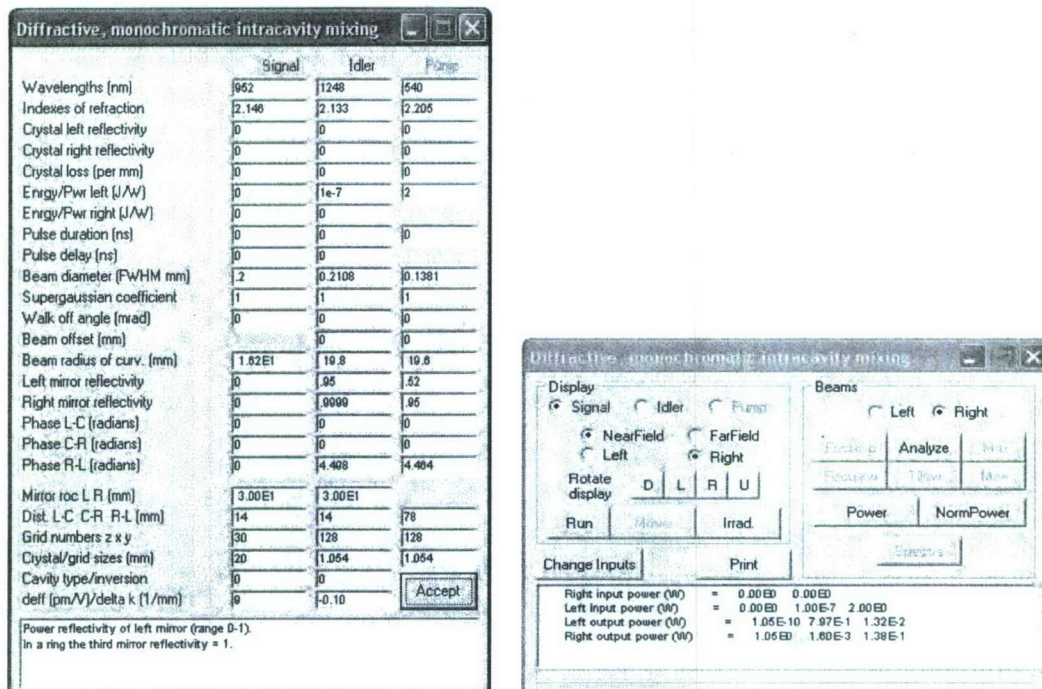 Diffractive, monochromatic intracavity mixing
Signal Idler Pump
Wavelengths (nm) 952 1248 540
Indexes of refraction 2.146 2.133 2.205
Crystal left reflectivity 0 0 0
Crystal right reflectivity 0 0 0
Crystal loss (per mm) 0 0 0
Enrgy/Pwr left (J/W) 0 1e-7 2
Enrgy/Pwr right (J/W) 0 0
Pulse duration (ns) 0 0 0
Pulse delay (ns) 0 0
Beam diameter (FWHM mm) .2 0.2108 0.1381
Supergaussian coefficient 1 1 1
Walk off angle (mrad) 0 0 0
Beam offset (mm) 0 0
Beam radius of curv. (mm) 1.62E1 19.8 19.6
Left mirror reflectivity 0 .95 .52
Right mirror reflectivity 0 .9999 .95
Phase L-C (radians) 0 0 0
Phase C-R (radians) 0 0 0
Phase R-L (radians) 0 4.408 4.464
Mirror roc L R (mm) 3.00E1 3.00E1
Dist. L-C C-R R-L (mm) 14 14 78
Grid numbers z x y 30 128 128
Crystal/grid sizes (mm) 20 1.054 1.054
Cavity type/inversion 0 0
deff (pm/V)/delta k (1/mm) 9 -0.10
Accept
Power reflectivity of left mirror (range 0-1).
In a ring the third mirror reflectivity = 1.
Diffractive, monochromatic intracavity mixing
Display
Signal Idler Pump
NearField FarField
Left Right
Rotate display D L R U
Run Movie Irrad.
Beams
Left Right
Analyze
Power NormPower
Spectra
Change Inputs Print
Right input power (W) = 0.00E0 0.00E0
Left Input power (W) = 0.00E0 1.00E-7 2.00E0
Left output power (W) = 1.05E-10 7.97E-1 1.32E-2
Right output power (W) = 1.05E0 1.60E-3 1.38E-1